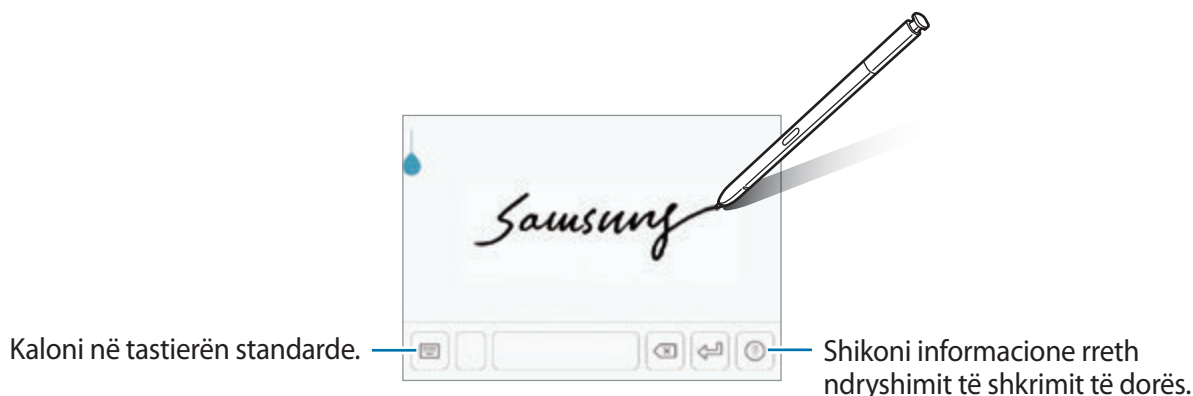 Samsung
Kaloni në tastierën standarde.
Shikoni informacione rreth
ndryshimit të shkrimit të dorës.